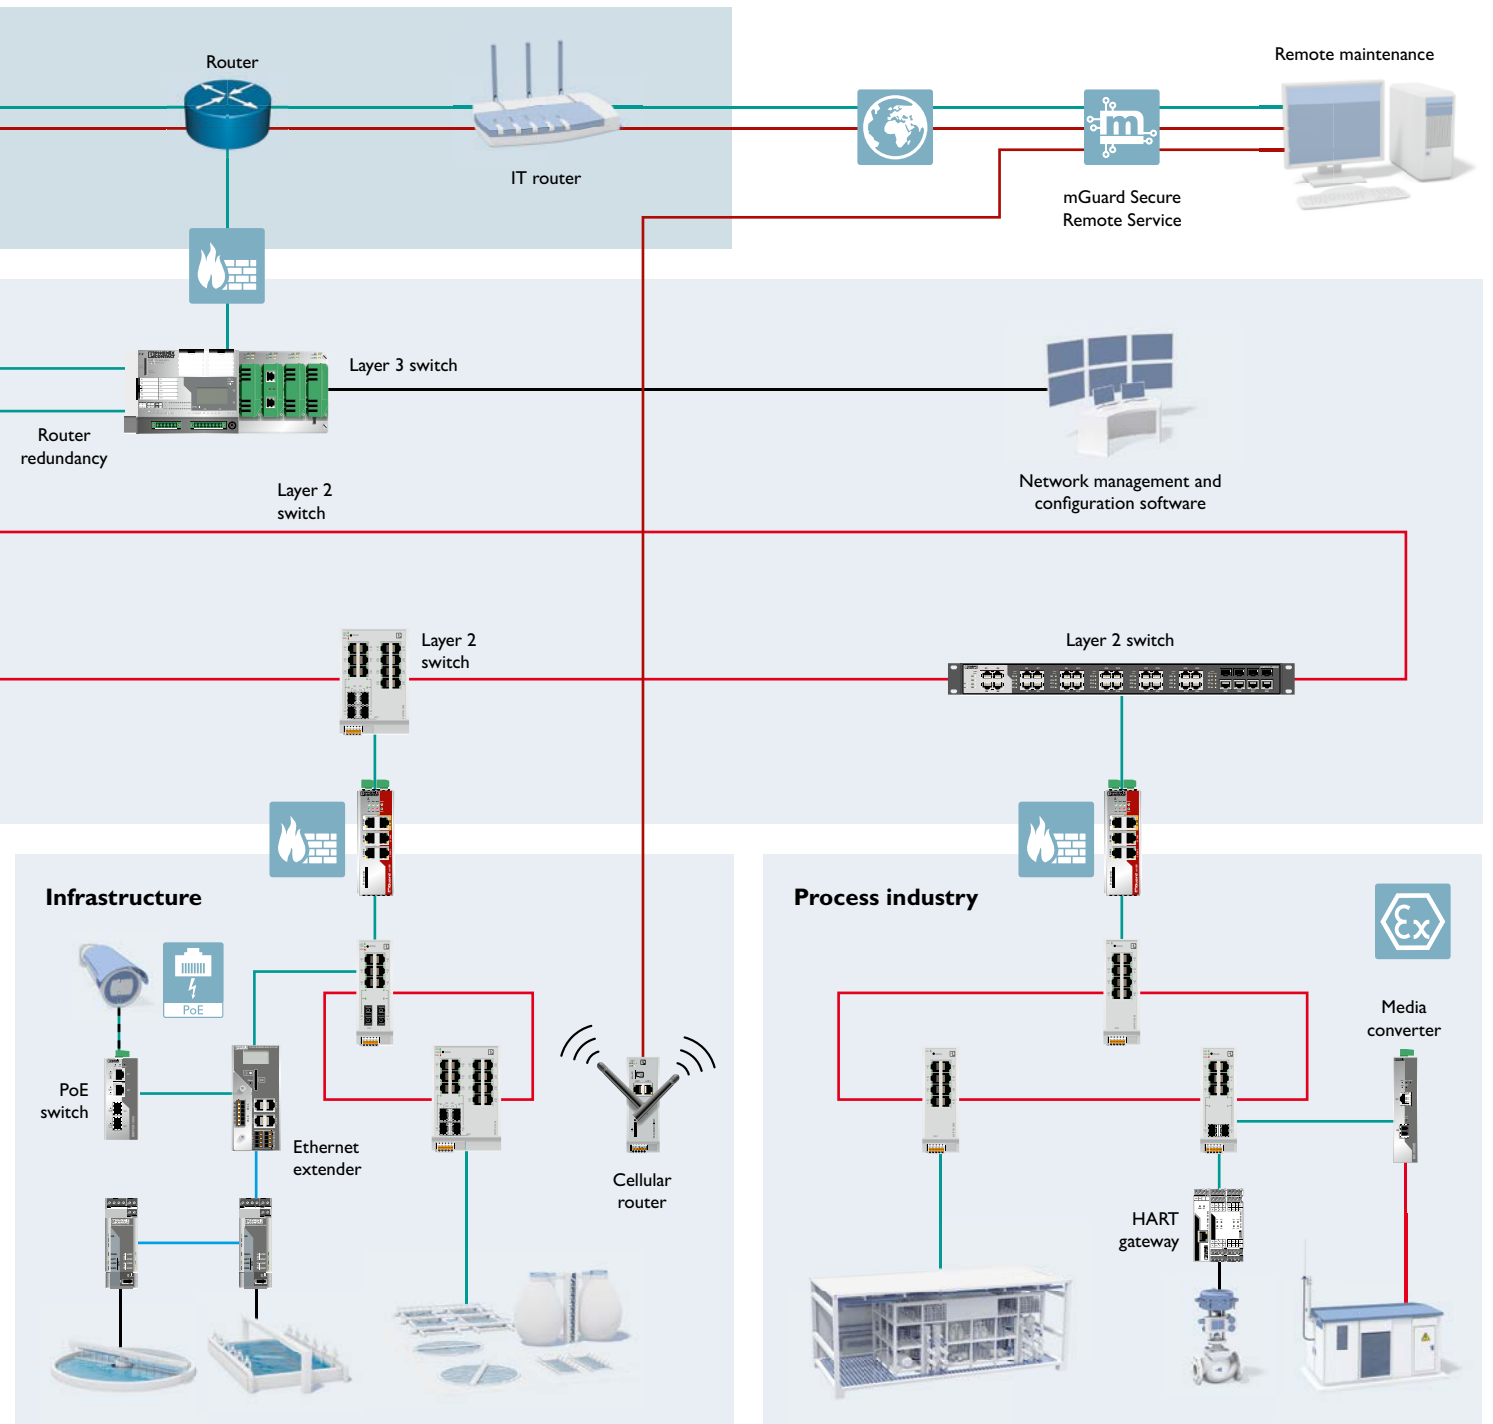 Router
Remote maintenance
IT router
mGuard Secure
Remote Service
m
Layer 3 switch
Router
redundancy
Network management and
configuration software
Layer 2
switch
Layer 2
switch
Layer 2 switch
Infrastructure
Process industry
Ex
PoE
Media
converter
PoE
switch
Ethernet
extender
Cellular
router
HART
gateway